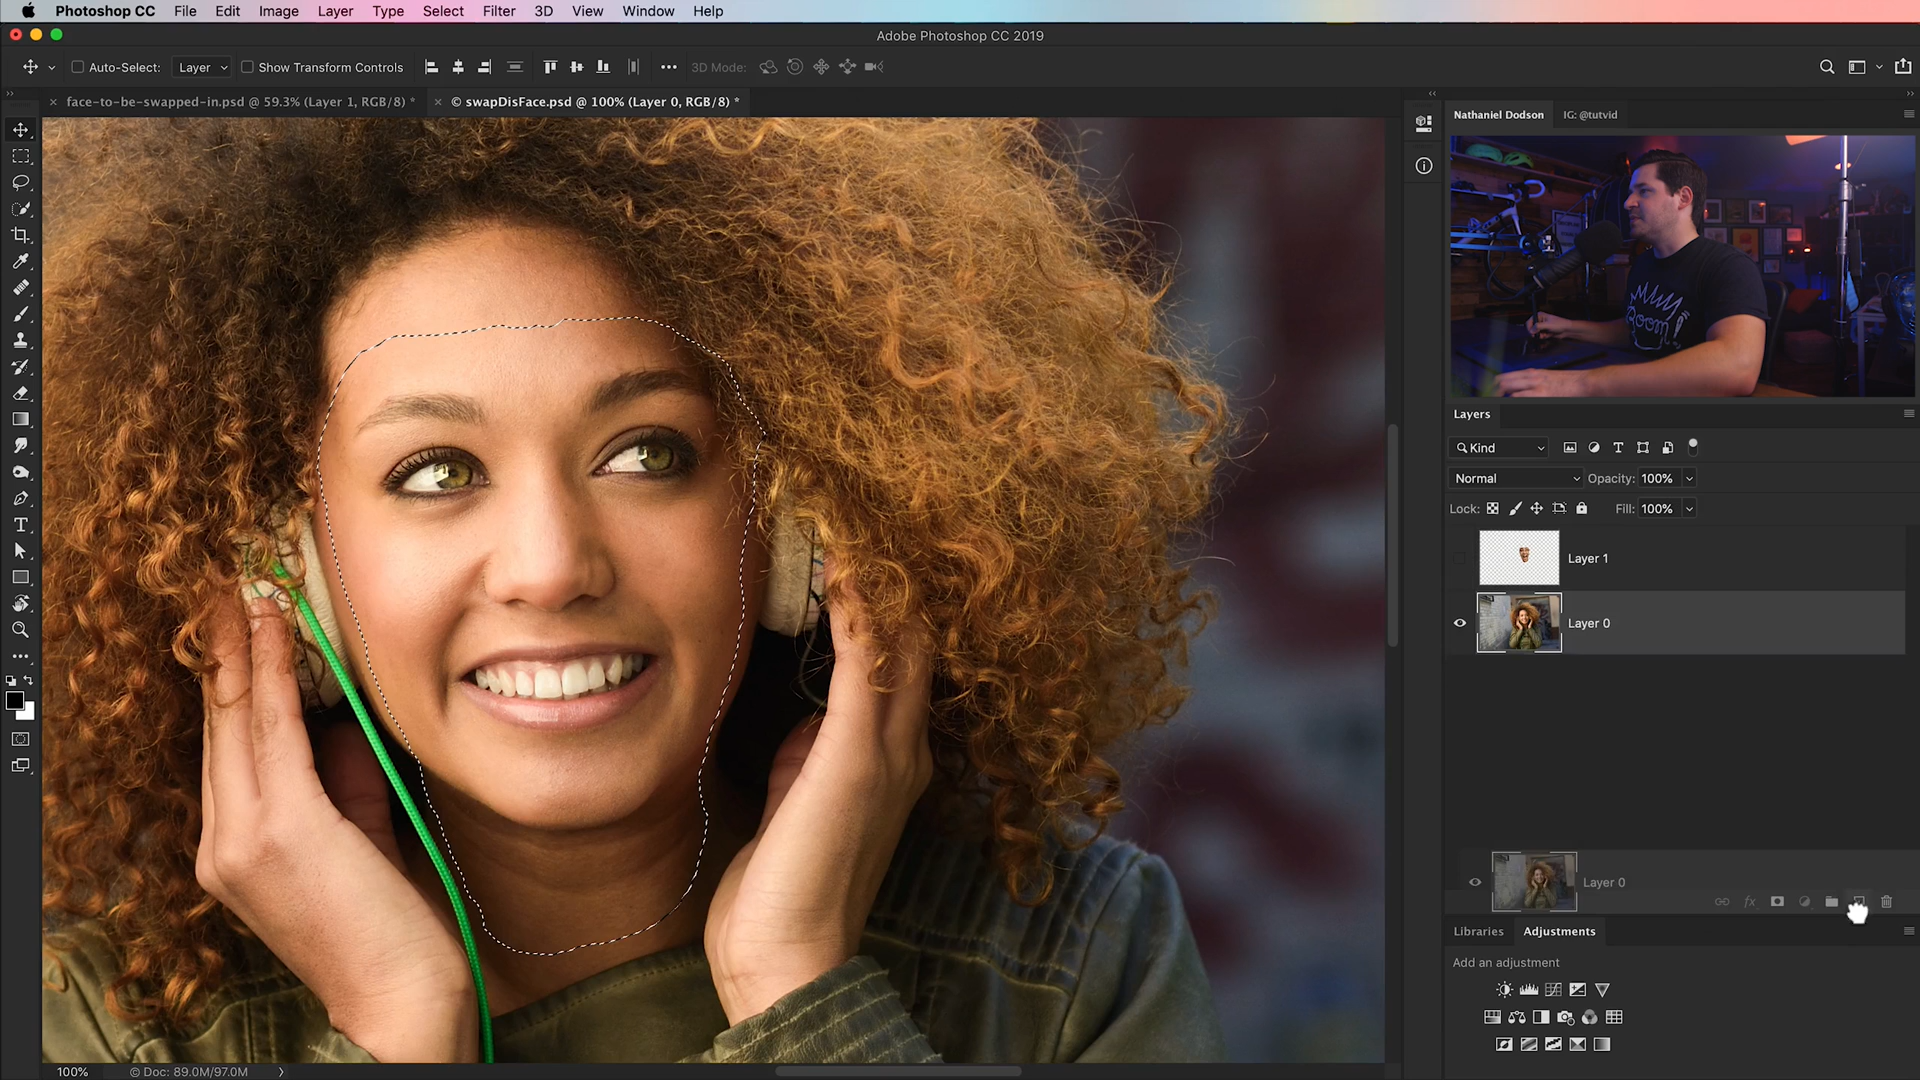 Photoshop CC File Edit Image Layer Type Select Filter 3D View Window Help
Adobe Photoshop CC 2019
Auto-Select: Layer Show Transform Controls 3D Mode:
face-to-be-swapped-in.psd @ 59.3% (Layer 1, RGB/8) *
© swapDisFace.psd @ 100% (Layer 0, RGB/8) *
Nathaniel Dodson IG: @tutvid
Boom!
Layers
Kind
Normal Opacity: 100%
Lock: Fill: 100%
Layer 1
Layer 0
Layer 0
fx
Libraries Adjustments
Add an adjustment
100% © Doc: 89.0M/97.0M